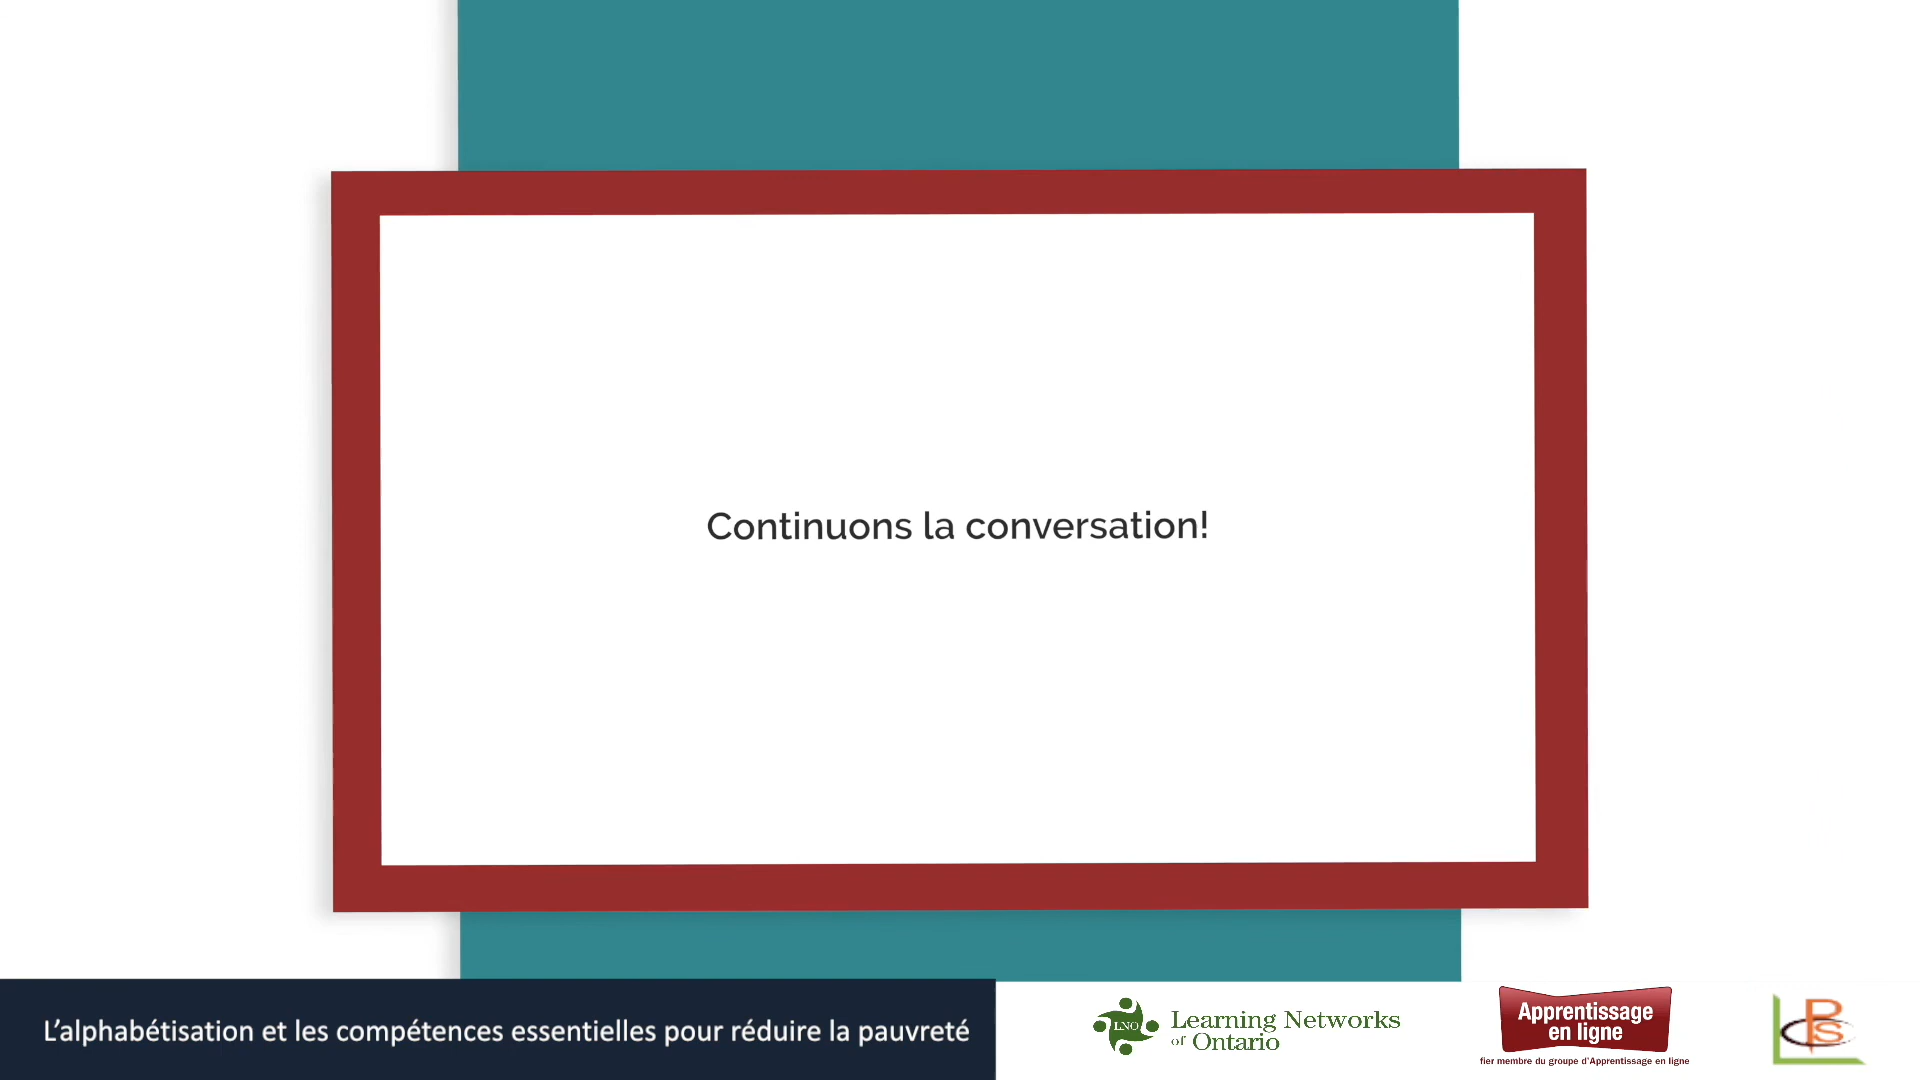 Continuons la conversation!
L’alphabétisation et les compétences essentielles pour réduire la pauvreté
LNO
Learning Networks
of Ontario
Apprentissage
en ligne
fier membre du groupe d'Apprentissage en ligne